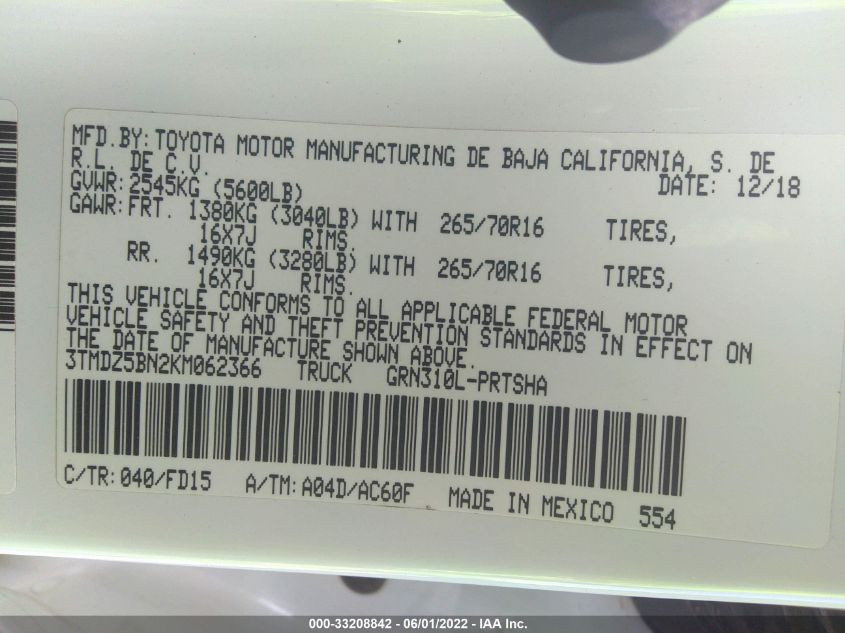 MFD.BY:TOYOTA MOTOR MANUFACTURING DE BAJA CALIFORNIA, S. DE
R.L. DE C.V. DATE: 12/18
GVWR:2545KG (5600LB)
GAWR:FRT. 1380KG (3040LB) WITH 265/70R16 TIRES,
16X7J RIMS.
RR. 1490KG (3280LB) WITH 265/70R16 TIRES,
16X7J RIMS.
THIS VEHICLE CONFORMS TO ALL APPLICABLE FEDERAL MOTOR
VEHICLE SAFETY AND THEFT PREVENTION STANDARDS IN EFFECT ON
THE DATE OF MANUFACTURE SHOWN ABOVE.
3TMDZ5BN2KM062366 TRUCK GRN310L-PRTSHA
C/TR:040/FD15 A/TM:A04D/AC60F MADE IN MEXICO 554
000-33208842 / 06/01/2022 - IAA Inc.